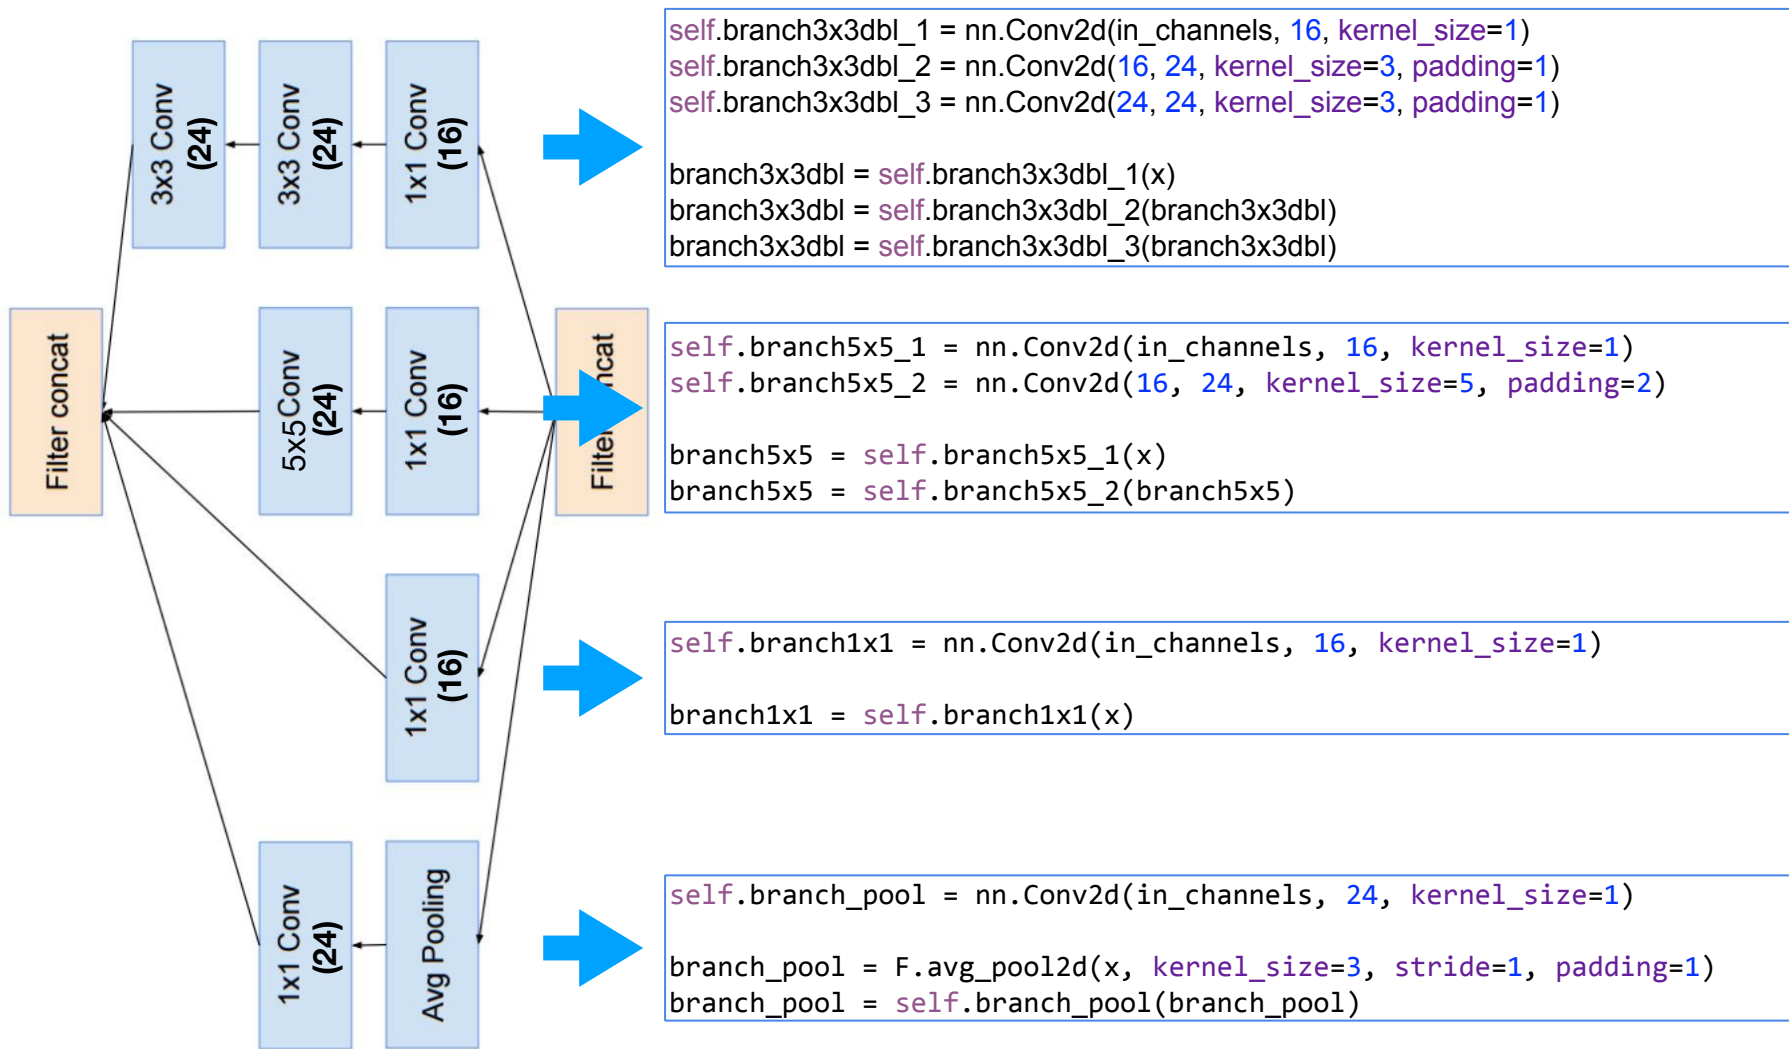 3x3 Conv
(24)
3x3 Conv
(24)
1x1 Conv
(16)
self.branch3x3dbl_1 = nn.Conv2d(in_channels, 16, kernel_size=1)
self.branch3x3dbl_2 = nn.Conv2d(16, 24, kernel_size=3, padding=1)
self.branch3x3dbl_3 = nn.Conv2d(24, 24, kernel_size=3, padding=1)
branch3x3dbl = self.branch3x3dbl_1(x)
branch3x3dbl = self.branch3x3dbl_2(branch3x3dbl)
branch3x3dbl = self.branch3x3dbl_3(branch3x3dbl)
Filter concat
5x5Conv
(24)
1x1 Conv
(16)
Filter
self.branch5x5_1 = nn.Conv2d(in_channels, 16, kernel_size=1)
self.branch5x5_2 = nn.Conv2d(16, 24, kernel_size=5, padding=2)
branch5x5 = self.branch5x5_1(x)
branch5x5 = self.branch5x5_2(branch5x5)
1x1 Conv
(16)
self.branch1x1 = nn.Conv2d(in_channels, 16, kernel_size=1)
branch1x1 = self.branch1x1(x)
1x1 Conv
(24)
Avg Pooling
self.branch_pool = nn.Conv2d(in_channels, 24, kernel_size=1)
branch_pool = F.avg_pool2d(x, kernel_size=3, stride=1, padding=1)
branch_pool = self.branch_pool(branch_pool)